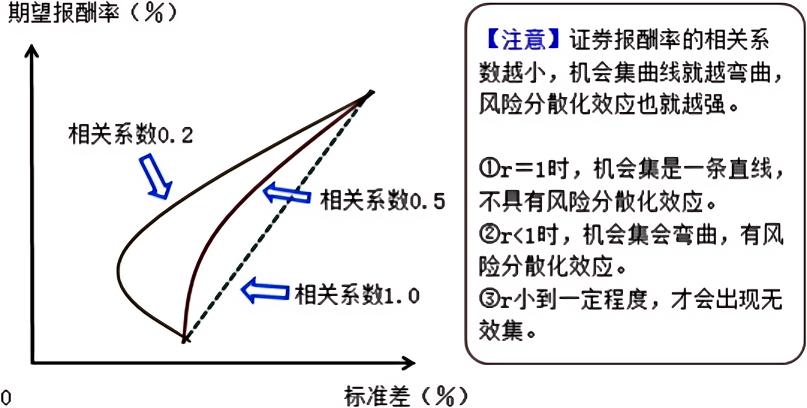 期望报酬率（%）
相关系数0.2
相关系数0.5
相关系数1.0
0
标准差（%）
【注意】证券报酬率的相关系
数越小，机会集曲线就越弯曲，
风险分散化效应也就越强。
①r＝1时，机会集是一条直线，
不具有风险分散化效应。
②r<1时，机会集会弯曲，有风
险分散化效应。
③r小到一定程度，才会出现无
效集。